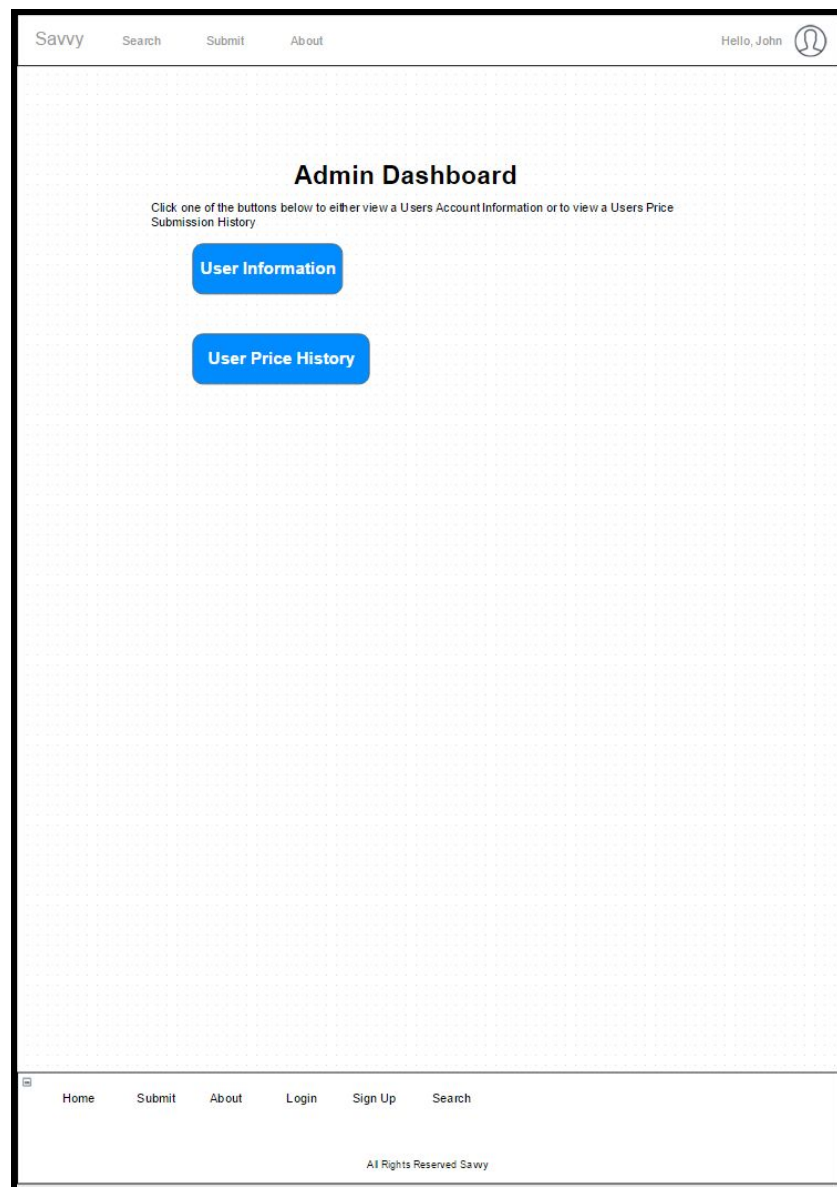 Savvy Search Submit About Hello, John
Admin Dashboard
Click one of the buttons below to either view a Users Account Information or to view a Users Price
Submission History
User Information
User Price History
Home Submit About Login Sign Up Search
All Rights Reserved Savvy